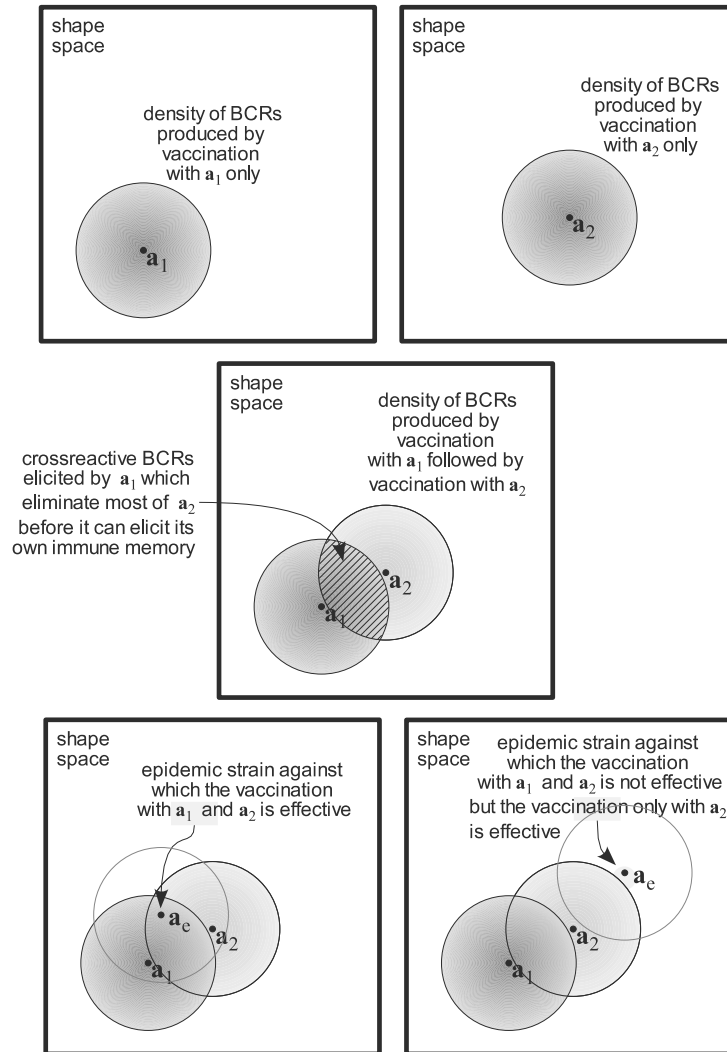 shape
space
density of BCRs
produced by
vaccination
with a1 only
a1
shape
space
density of BCRs
produced by
vaccination
with a2 only
a2
shape
space
density of BCRs
produced by
vaccination
with a1 followed by
vaccination with a2
crossreactive BCRs
elicited by a1 which
eliminate most of a2
before it can elicit its
own immune memory
a2
a1
shape
space
epidemic strain against
which the vaccination
with a1 and a2 is effective
ae
a2
a1
shape
space
epidemic strain against
which the vaccination
with a1 and a2 is not effective
but the vaccination only with a2
is effective
ae
a2
a1